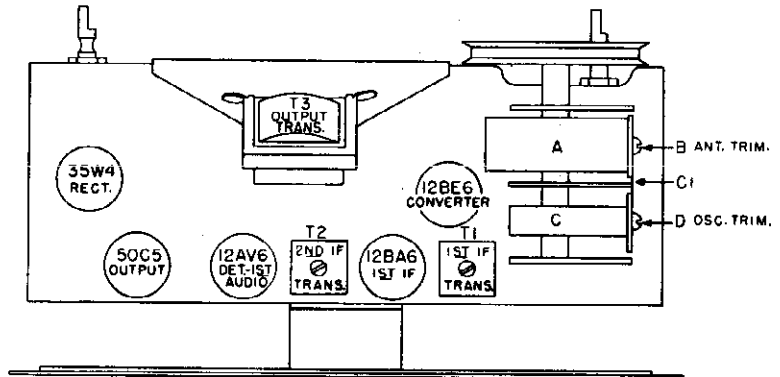 T3
OUTPUT
TRANS.
A
B ANT. TRIM.
35W4
RECT.
12BE6
CONVERTER
C1
C
D OSC. TRIM.
T2
T1
50C5
OUTPUT
12AV6
DET.-1ST
AUDIO
2ND IF
TRANS.
12BA6
1ST IF
1ST IF
TRANS.